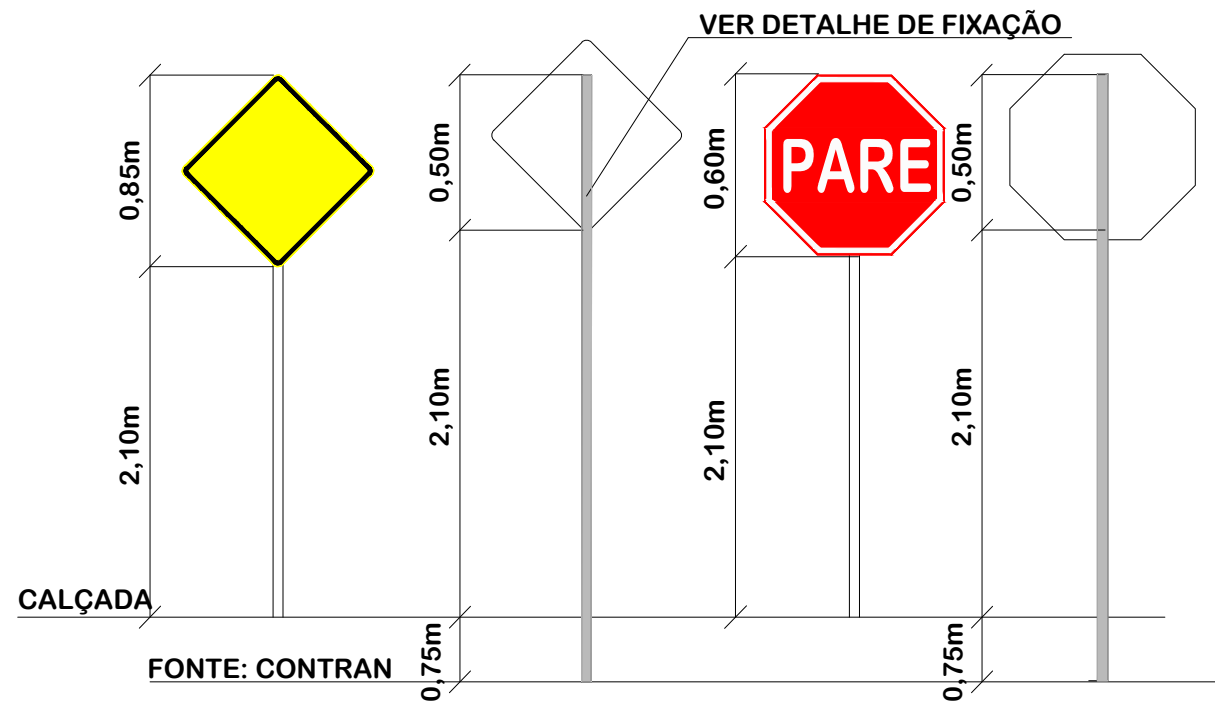 VER DETALHE DE FIXAÇÃO
0,85m
0,50m
0,60m
PARE
0,50m
2,10m
2,10m
2,10m
2,10m
CALÇADA
FONTE: CONTRAN
0,75m
0,75m